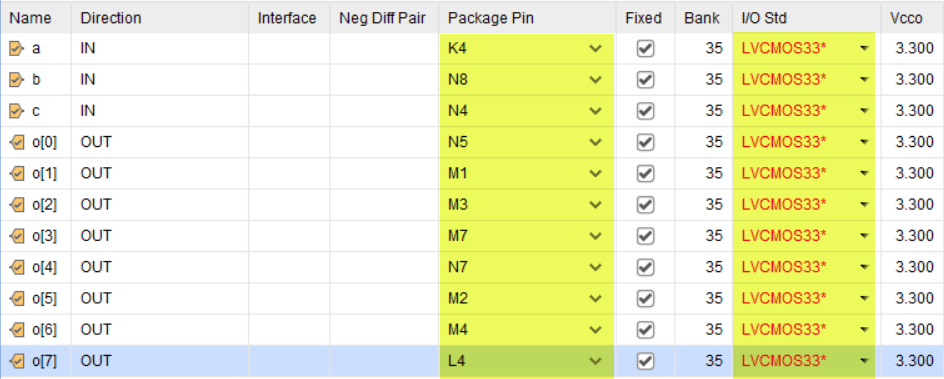 Name Direction Interface Neg Diff Pair Package Pin Fixed Bank I/O Std Vcco
a IN K4 35 LVCMOS33* 3.300
b IN N8 35 LVCMOS33* 3.300
c IN N4 35 LVCMOS33* 3.300
o[0] OUT N5 35 LVCMOS33* 3.300
o[1] OUT M1 35 LVCMOS33* 3.300
o[2] OUT M3 35 LVCMOS33* 3.300
o[3] OUT M7 35 LVCMOS33* 3.300
o[4] OUT N7 35 LVCMOS33* 3.300
o[5] OUT M2 35 LVCMOS33* 3.300
o[6] OUT M4 35 LVCMOS33* 3.300
o[7] OUT L4 35 LVCMOS33* 3.300